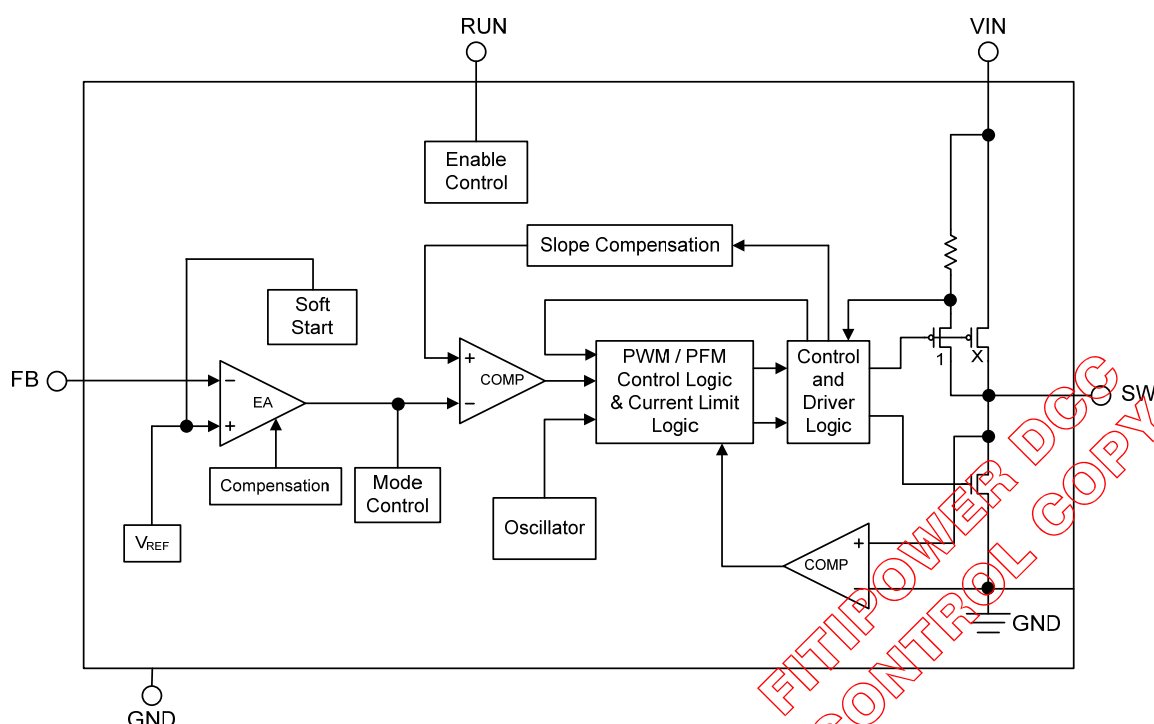 RUN
VIN
Enable
Control
Slope Compensation
Soft
Start
FB
−
EA
+
+
COMP
−
PWM / PFM
Control Logic
& Current Limit
Logic
Control
and
Driver
Logic
1
X
SW
Compensation
Mode
Control
Oscillator
VREF
+
COMP
−
GND
GND
FITIPOWER DCC
CONTROL COPY